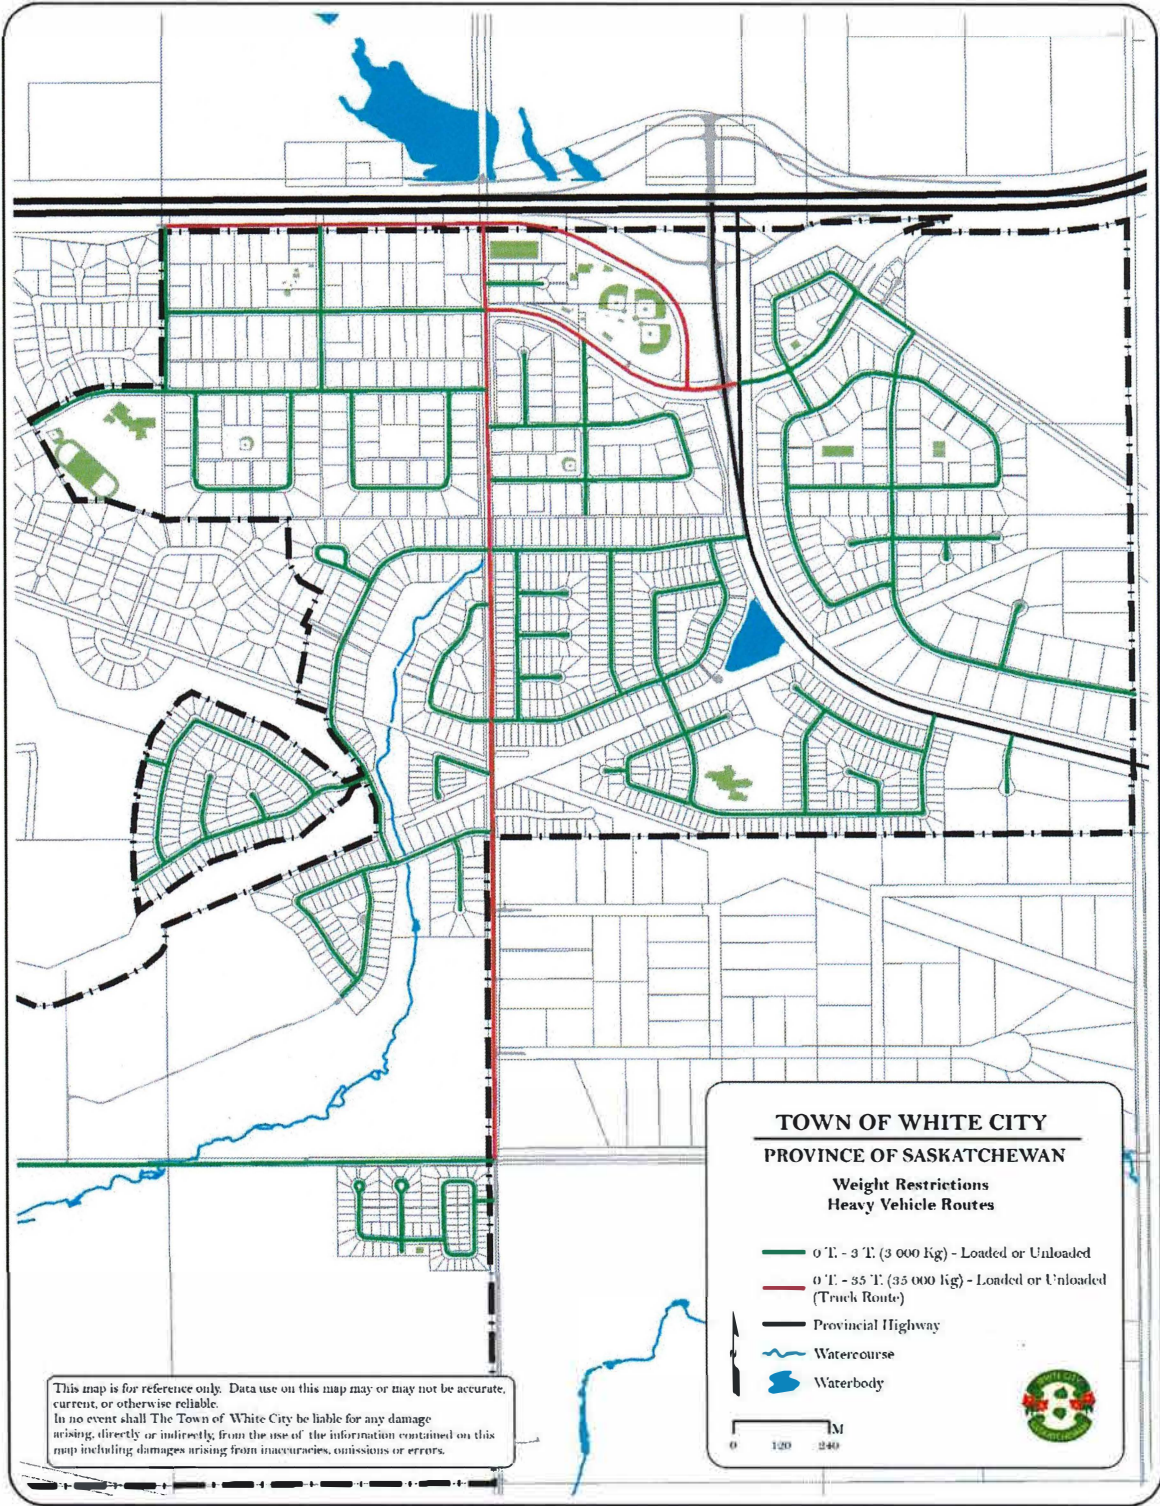 TOWN OF WHITE CITY
PROVINCE OF SASKATCHEWAN
Weight Restrictions
Heavy Vehicle Routes
0 T. - 3 T. (3 000 Kg) - Loaded or Unloaded
0 T. - 35 T. (35 000 Kg) - Loaded or Unloaded
(Truck Route)
Provincial Highway
Watercourse
Waterbody
M
0 120 240
This map is for reference only. Data use on this map may or may not be accurate,
current, or otherwise reliable.
In no event shall The Town of White City be liable for any damage
arising, directly or indirectly, from the use of the information contained on this
map including damages arising from inaccuracies, omissions or errors.